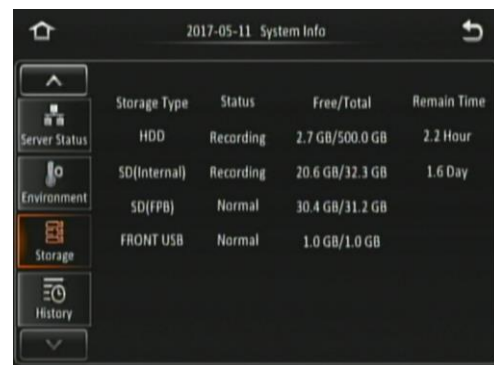 2017-05-11 System Info
Storage Type Status Free/Total Remain Time
HDD Recording 2.7 GB/500.0 GB 2.2 Hour
SD(Internal) Recording 20.6 GB/32.3 GB 1.6 Day
SD(FPB) Normal 30.4 GB/31.2 GB
FRONT USB Normal 1.0 GB/1.0 GB
Server Status
Environment
Storage
History